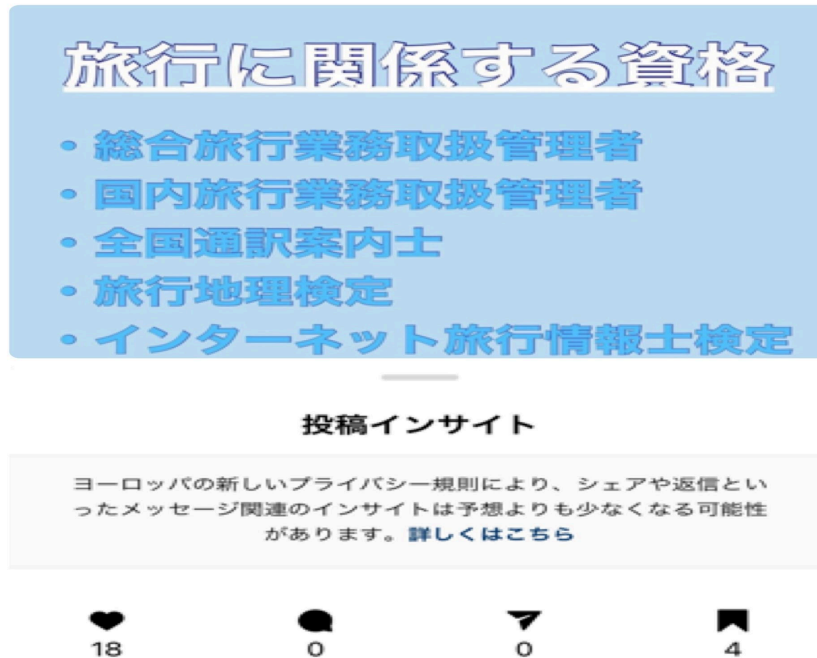 旅行に関係する資格
・総合旅行業務取扱管理者
・国内旅行業務取扱管理者
・全国通訳案内士
・旅行地理検定
・インターネット旅行情報士検定
投稿インサイト
ヨーロッパの新しいプライバシー規則により、シェアや返信とい
ったメッセージ関連のインサイトは予想よりも少なくなる可能性
があります。詳しくはこちら
18 0 0 4